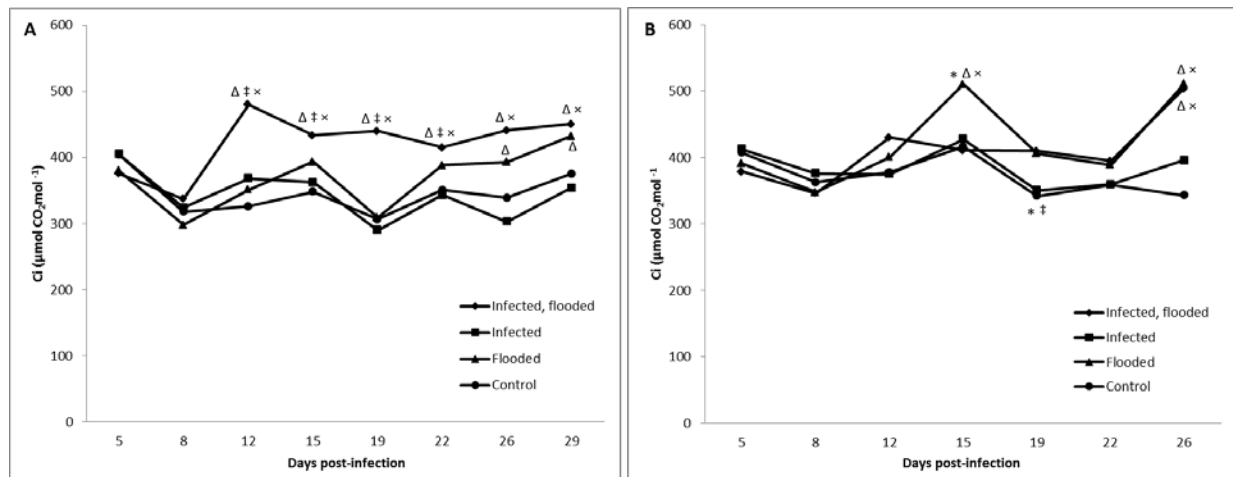 A
600
500
400
300
200
100
0
Ci (µmol CO₂mol⁻¹)
Δ ‡ ×
Δ ‡ ×
Δ ‡ ×
Δ ‡ ×
Δ ×
Δ ×
Δ
Δ
Infected, flooded
Infected
Flooded
Control
5 8 12 15 19 22 26 29
Days post-infection
B
600
500
400
300
200
100
0
Ci (µmol CO₂mol⁻¹)
* Δ ×
Δ ×
Δ ×
* ‡
Infected, flooded
Infected
Flooded
Control
5 8 12 15 19 22 26
Days post-infection